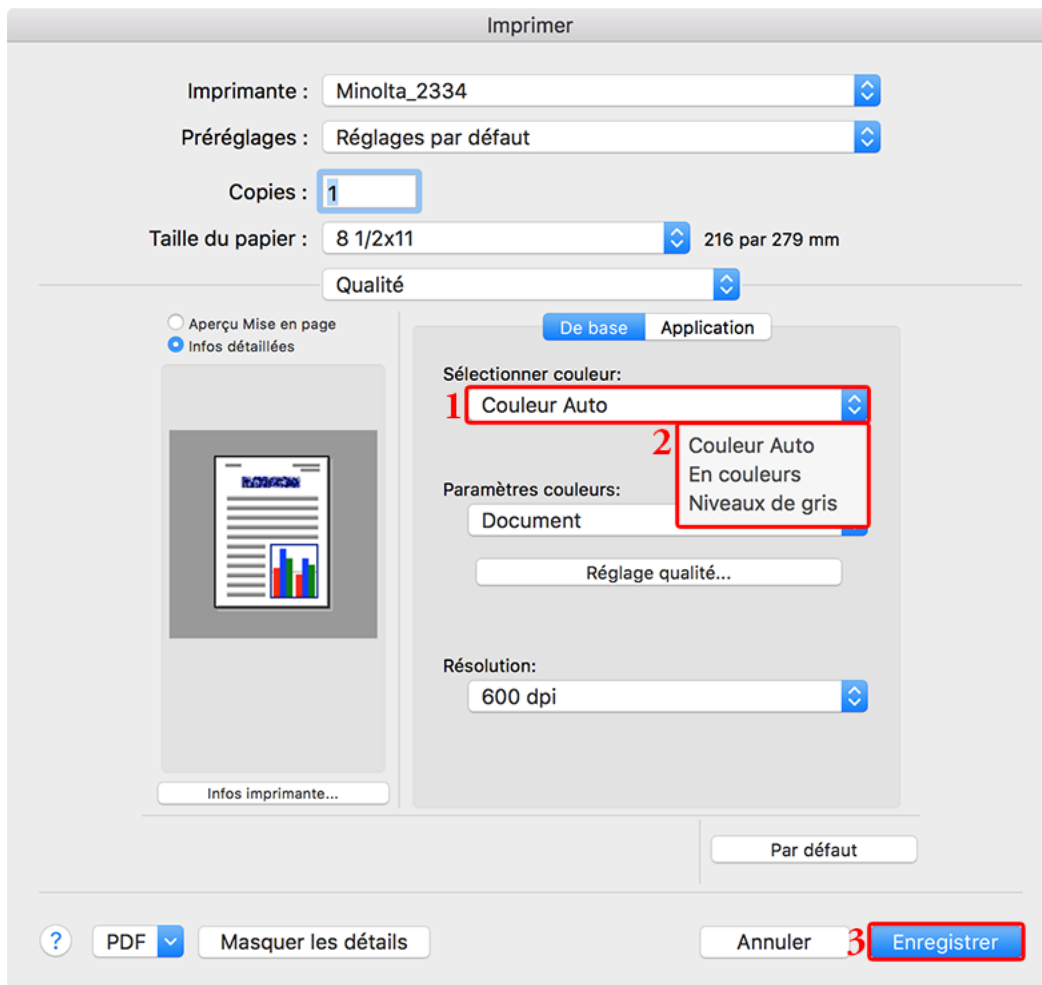 Imprimer
Imprimante : Minolta_2334
Préréglages : Réglages par défaut
Copies : 1
Taille du papier : 8 1/2x11 216 par 279 mm
Qualité
Aperçu Mise en page
Infos détaillées
De base Application
Sélectionner couleur:
1 Couleur Auto
2 Couleur Auto
En couleurs
Niveaux de gris
Paramètres couleurs:
Document
Réglage qualité...
Résolution:
600 dpi
Infos imprimante...
Par défaut
? PDF Masquer les détails Annuler 3 Enregistrer